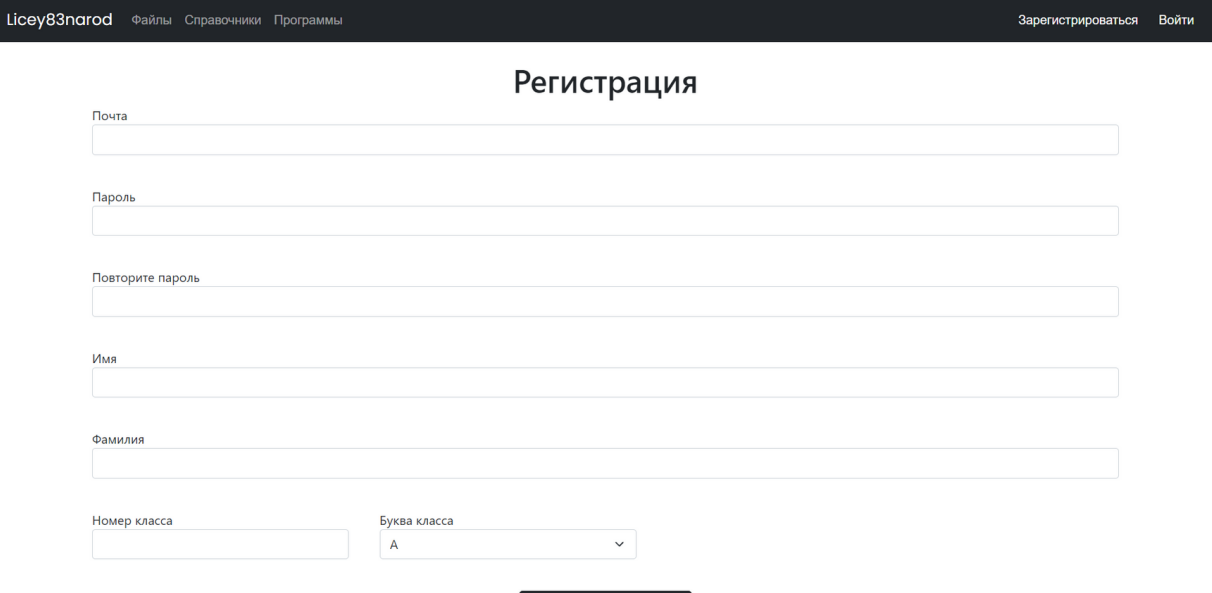 Licey83narod Файлы Справочники Программы Зарегистрироваться Войти
Регистрация
Почта
Пароль
Повторите пароль
Имя
Фамилия
Номер класса Буква класса
А